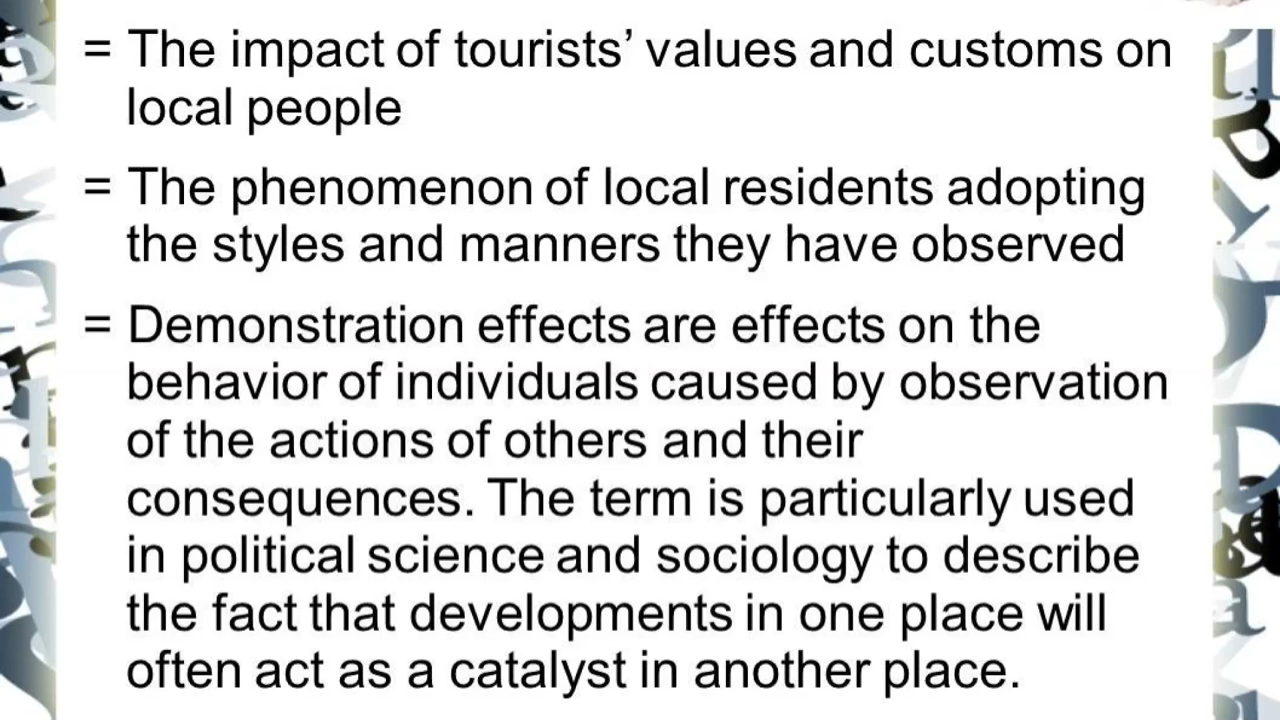 = The impact of tourists’ values and customs on
local people
= The phenomenon of local residents adopting
the styles and manners they have observed
= Demonstration effects are effects on the
behavior of individuals caused by observation
of the actions of others and their
consequences. The term is particularly used
in political science and sociology to describe
the fact that developments in one place will
often act as a catalyst in another place.